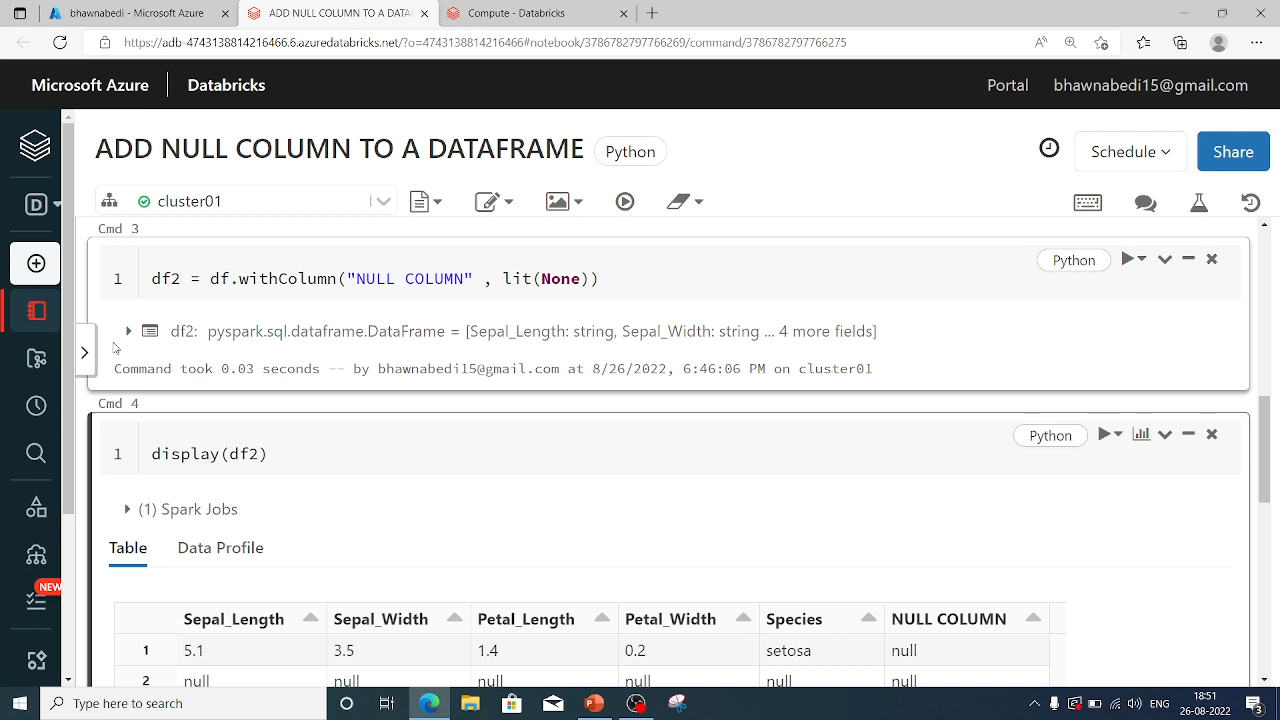 bhawnabedi - Microsoft Azure
ADD NULL COLUMN TO A DATAF
Compute - Databricks
https://adb-4743138814216466.6.azuredatabricks.net/?o=4743138814216466#notebook/3786782797766269/command/3786782797766275
Microsoft Azure
Databricks
Portal
bhawnabedi15@gmail.com
ADD NULL COLUMN TO A DATAFRAME
Python
Schedule
Share
D
cluster01
Cmd 3
Python
1 df2 = df.withColumn("NULL COLUMN" , lit(None))
df2: pyspark.sql.dataframe.DataFrame = [Sepal_Length: string, Sepal_Width: string ... 4 more fields]
Command took 0.03 seconds -- by bhawnabedi15@gmail.com at 8/26/2022, 6:46:06 PM on cluster01
Cmd 4
Python
1 display(df2)
(1) Spark Jobs
Table Data Profile
NEW
Sepal_Length Sepal_Width Petal_Length Petal_Width Species NULL COLUMN
1 5.1 3.5 1.4 0.2 setosa null
2 null null null null null null
Type here to search
ENG
18:51
26-08-2022
3